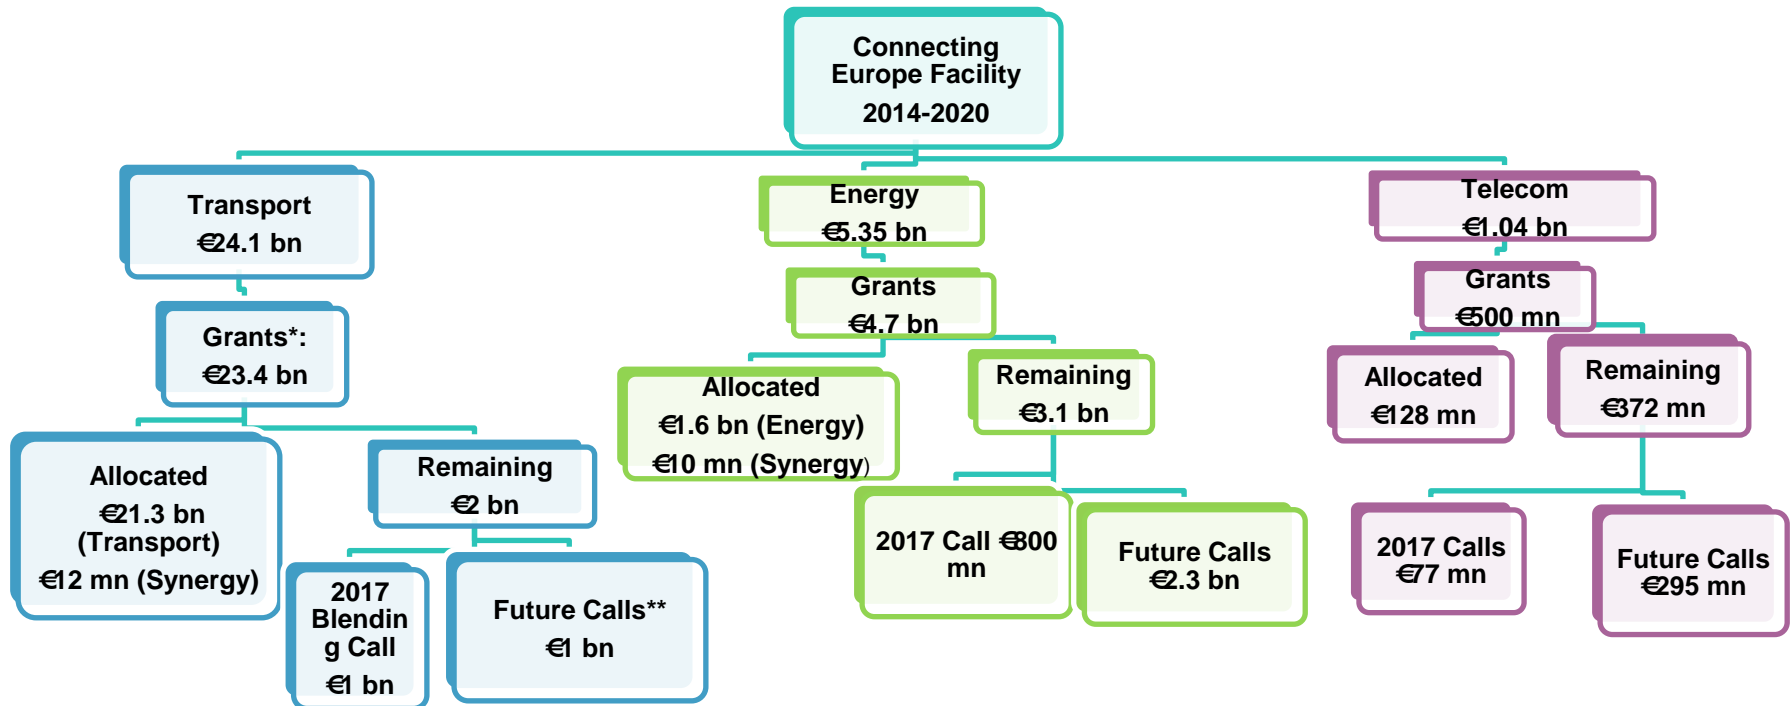 Connecting
Europe Facility
2014-2020
Transport
€24.1 bn
Energy
€5.35 bn
Telecom
€1.04 bn
Grants*:
€23.4 bn
Grants
€4.7 bn
Grants
€500 mn
Allocated
€21.3 bn
(Transport)
€12 mn (Synergy)
Remaining
€2 bn
2017
Blendin
g Call
€1 bn
Future Calls**
€1 bn
Allocated
€1.6 bn (Energy)
€10 mn (Synergy)
Remaining
€3.1 bn
2017 Call €800
mn
Future Calls
€2.3 bn
Allocated
€128 mn
Remaining
€372 mn
2017 Calls
€77 mn
Future Calls
€295 mn